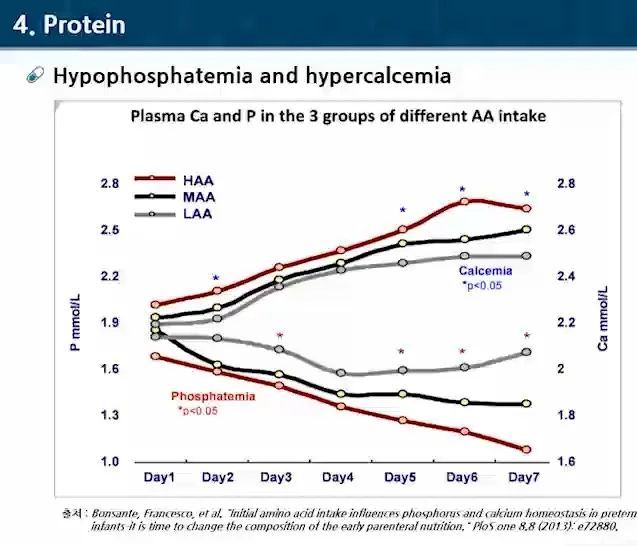 4. Protein
Hypophosphatemia and hypercalcemia
Plasma Ca and P in the 3 groups of different AA intake
HAA
MAA
LAA
2.8
2.5
2.2
1.9
1.6
1.3
1.0
P mmol/L
2.8
2.6
2.4
2.2
2
1.8
1.6
Ca mmol/L
*
*
*
*
Calcemia
*p<0.05
*
*
*
*
Phosphatemia
*p<0.05
Day1 Day2 Day3 Day4 Day5 Day6 Day7
출처 : Bonsante, Francesco, et al. "Initial amino acid intake influences phosphorus and calcium homeostasis in preterm
infants-it is time to change the composition of the early parenteral nutrition." PloS one 8.8 (2013): e72880.